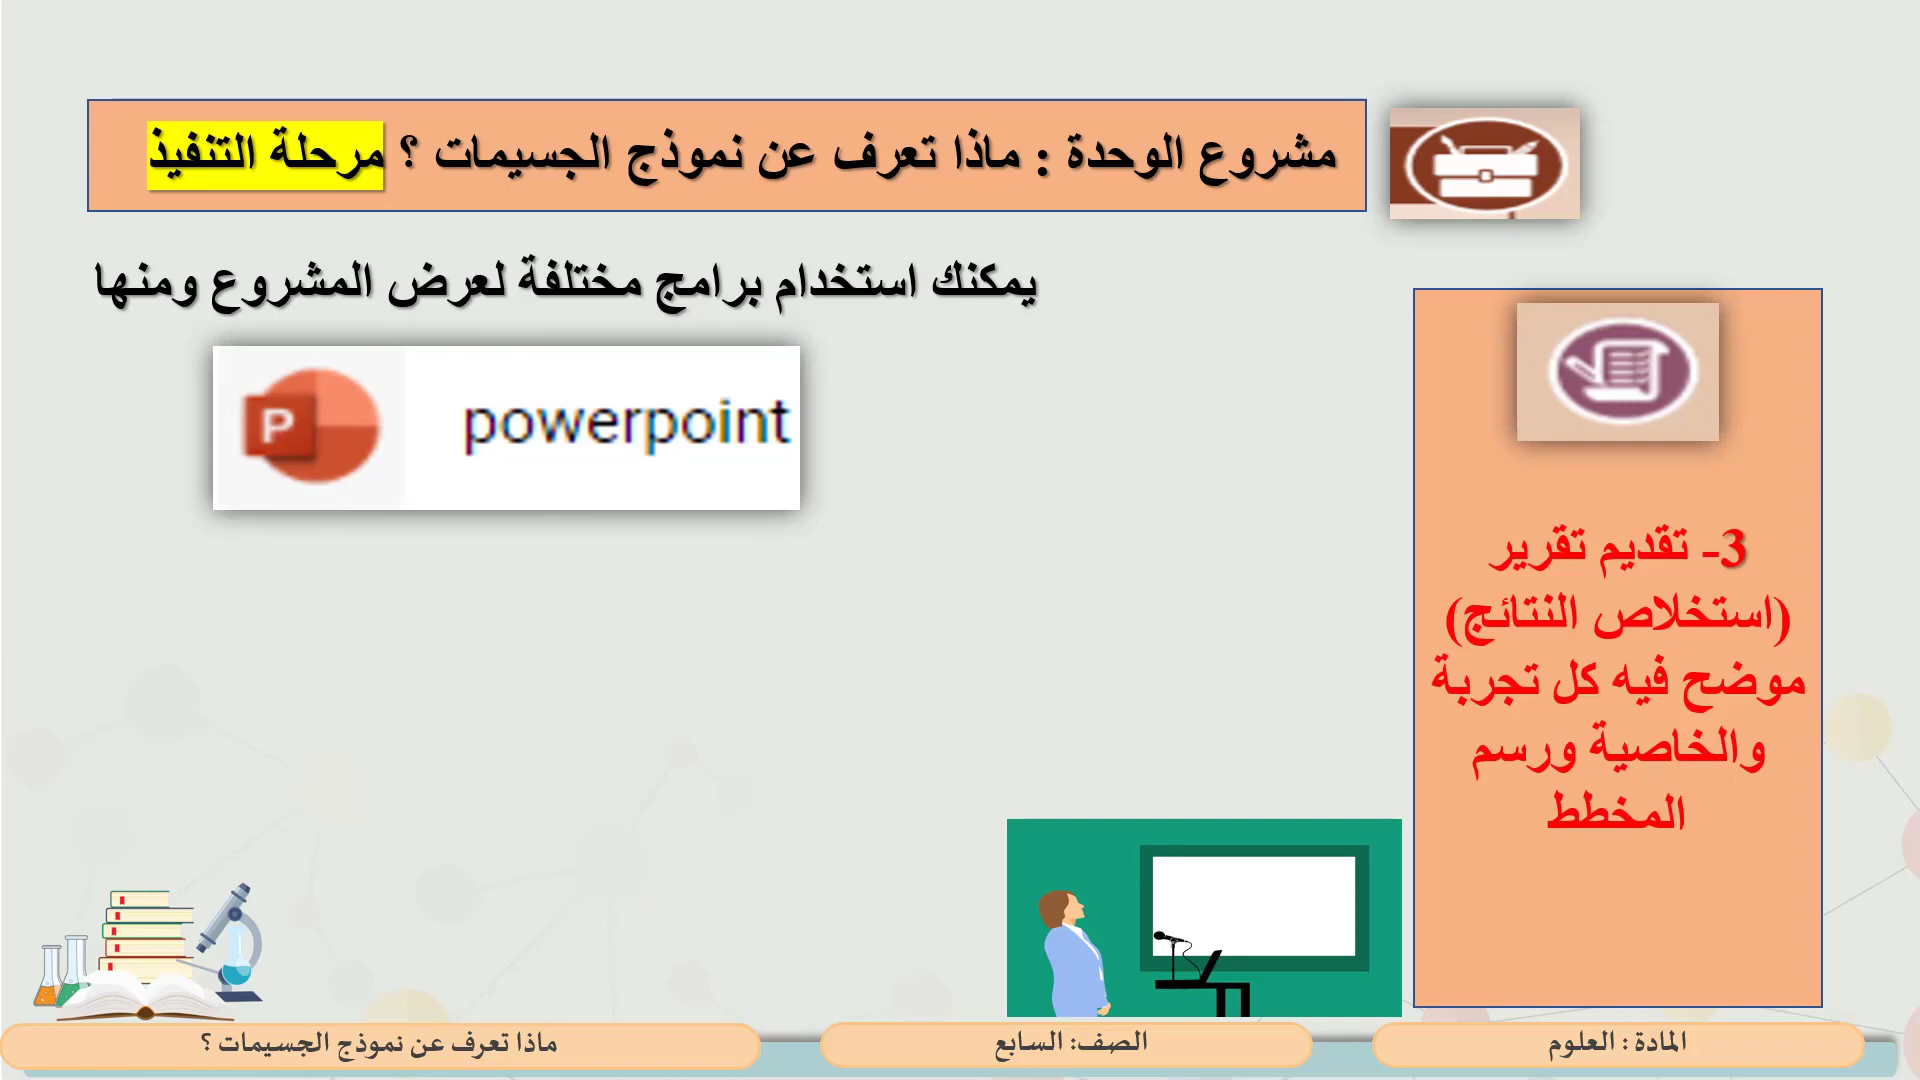 مشروع الوحدة : ماذا تعرف عن نموذج الجسيمات ؟ مرحلة التنفيذ
يمكنك استخدام برامج مختلفة لعرض المشروع ومنها
P powerpoint
3- تقديم تقرير
(استخلاص النتائج)
موضح فيه كل تجربة
والخاصية ورسم
المخطط
المادة : العلوم
الصف: السابع
ماذا تعرف عن نموذج الجسيمات ؟